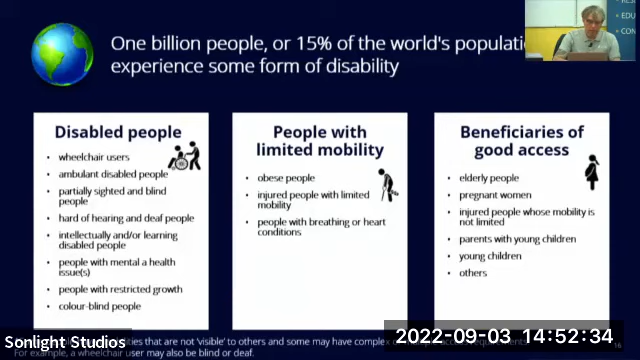 One billion people, or 15% of the world's
experience some form of disability
Disabled people
wheelchair users
ambulant disabled people
partially sighted and blind
people
hard of hearing and deaf people
intellectually and/or learning
disabled people
people with mental a health
issue(s)
people with restricted growth
colour-blind people
People with
limited mobility
obese people
injured people with limited
mobility
people with breathing or heart
conditions
Beneficiaries of
good access
elderly people
pregnant women
injured people whose mobility is
not limited
parents with young children
young children
others
that are not 'visible' to others and some may have complex
For example, a wheelchair user may also be blind or deaf.
Sonlight Studios
2022-09-03 14:52:34